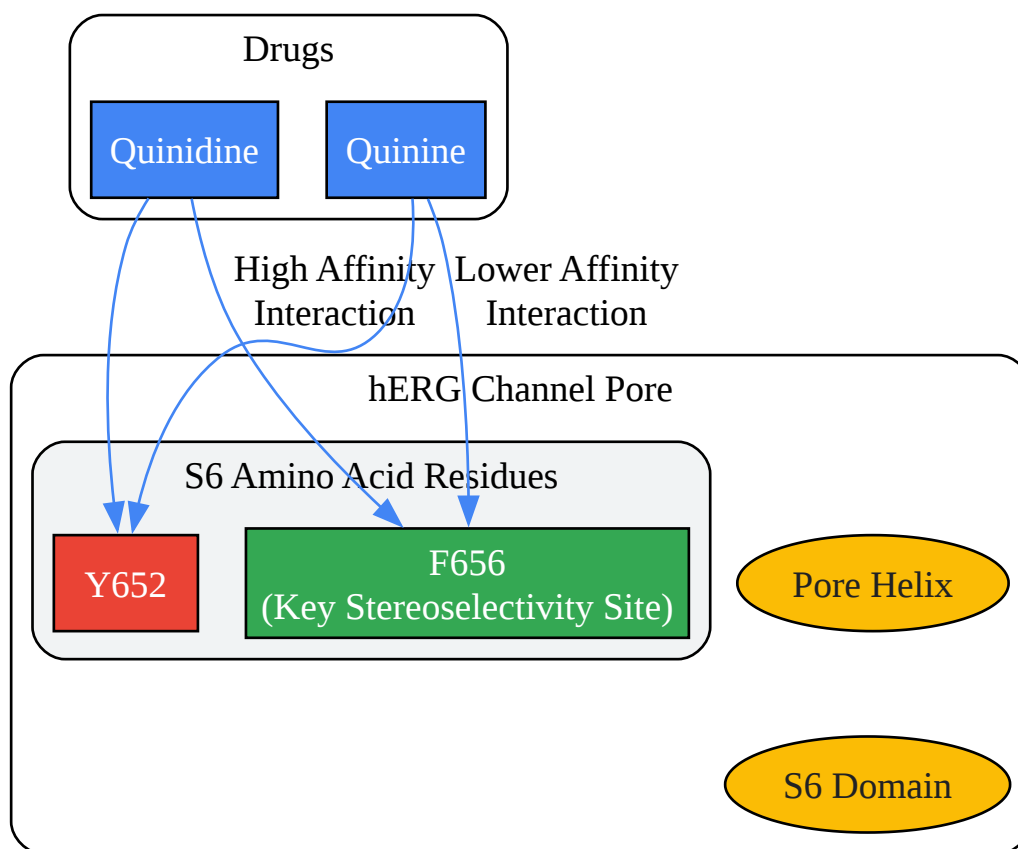 Drugs
Quinidine
Quinine
High Affinity
Interaction
Lower Affinity
Interaction
hERG Channel Pore
S6 Amino Acid Residues
Y652
F656
(Key Stereoselectivity Site)
Pore Helix
S6 Domain